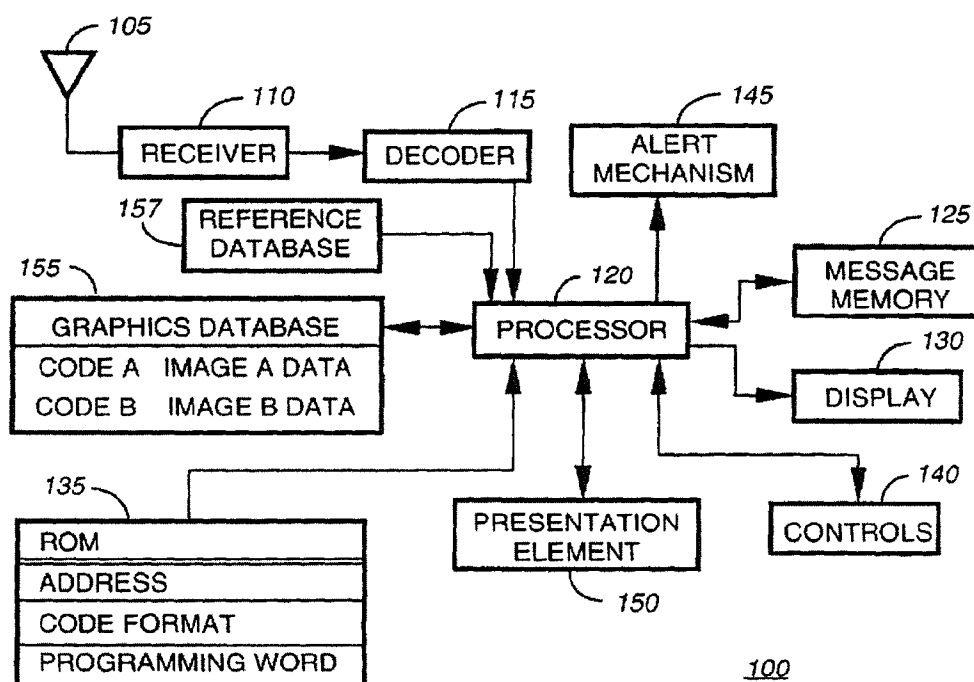 105
110
RECEIVER
115
DECODER
145
ALERT
MECHANISM
157
REFERENCE
DATABASE
125
MESSAGE
MEMORY
155
GRAPHICS DATABASE
CODE A IMAGE A DATA
CODE B IMAGE B DATA
120
PROCESSOR
130
DISPLAY
135
ROM
ADDRESS
CODE FORMAT
PROGRAMMING WORD
PRESENTATION
ELEMENT
150
140
CONTROLS
100